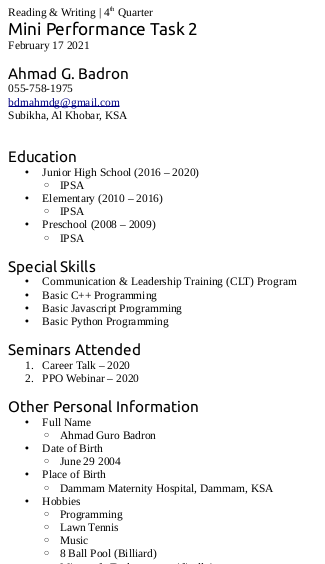 Reading & Writing | 4th Quarter
Mini Performance Task 2
February 17 2021
Ahmad G. Badron
055-758-1975
bdmahmdg@gmail.com
Subikha, Al Khobar, KSA
Education
• Junior High School (2016 – 2020)
○ IPSA
• Elementary (2010 – 2016)
○ IPSA
• Preschool (2008 – 2009)
○ IPSA
Special Skills
• Communication & Leadership Training (CLT) Program
• Basic C++ Programming
• Basic Javascript Programming
• Basic Python Programming
Seminars Attended
1. Career Talk – 2020
2. PPO Webinar – 2020
Other Personal Information
• Full Name
○ Ahmad Guro Badron
• Date of Birth
○ June 29 2004
• Place of Birth
○ Dammam Maternity Hospital, Dammam, KSA
• Hobbies
○ Programming
○ Lawn Tennis
○ Music
○ 8 Ball Pool (Billiard)